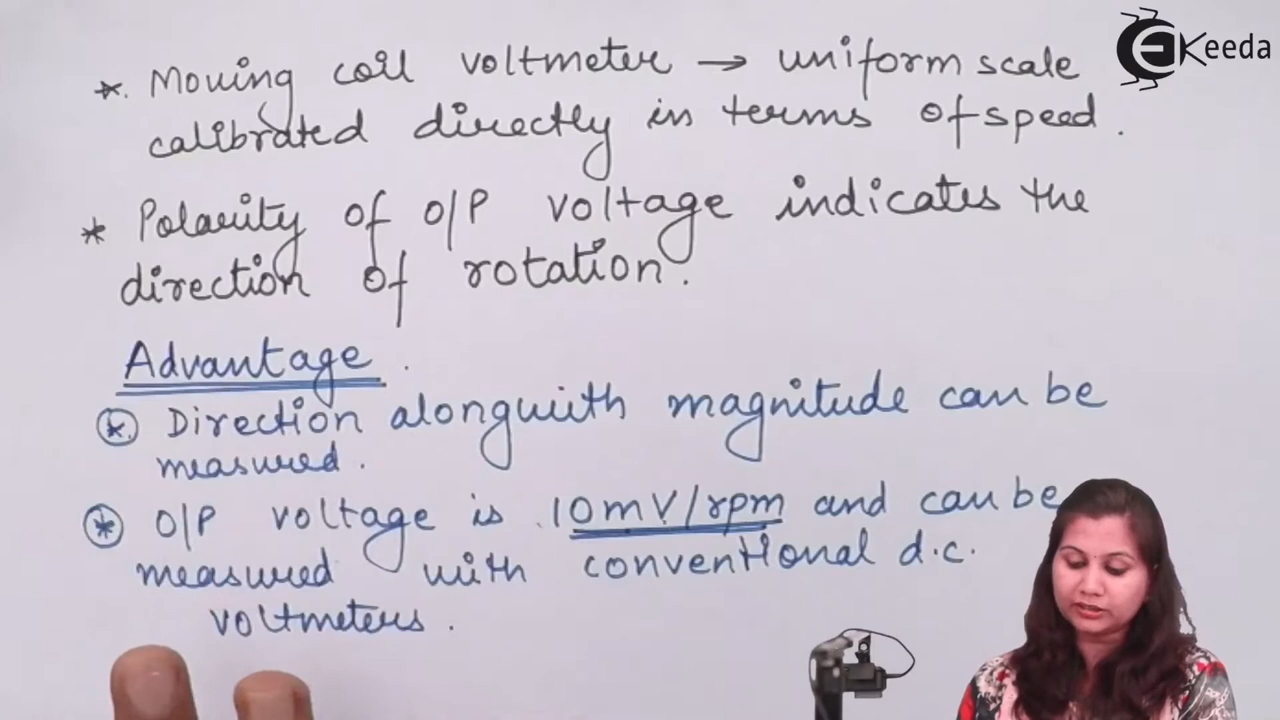 Ekeeda
*. Moving coil voltmeter → uniform scale
calibrated directly in terms of speed.
* Polarity of O/P voltage indicates the
direction of rotation.
Advantage.
*. Direction alongwith magnitude can be
measured.
* O/P voltage is 10mV/rpm and can be
measured with conventional d.c.
voltmeters.